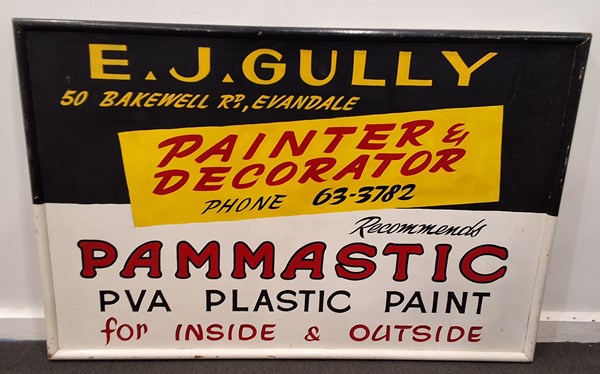 E.J.GULLY
50 BAKEWELL RD., EVANDALE
PAINTER &
DECORATOR
PHONE 63-3782
Recommends
PAMMASTIC
PVA PLASTIC PAINT
for INSIDE & OUTSIDE